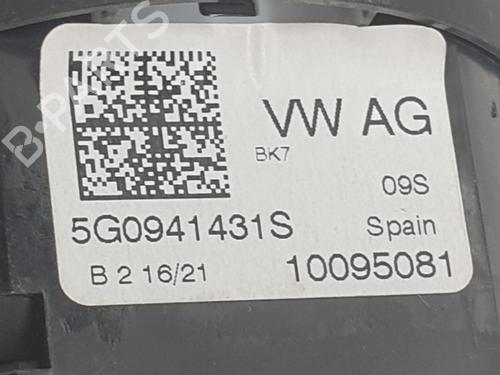 B-PARTS
VW AG
BK7
09S
5G0941431S
Spain
B 2 16/21
10095081